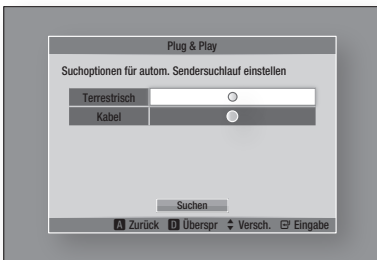 Plug & Play
Suchoptionen für autom. Sendersuchlauf einstellen
Terrestrisch
Kabel
Suchen
A Zurück D Überspr Versch. Eingabe